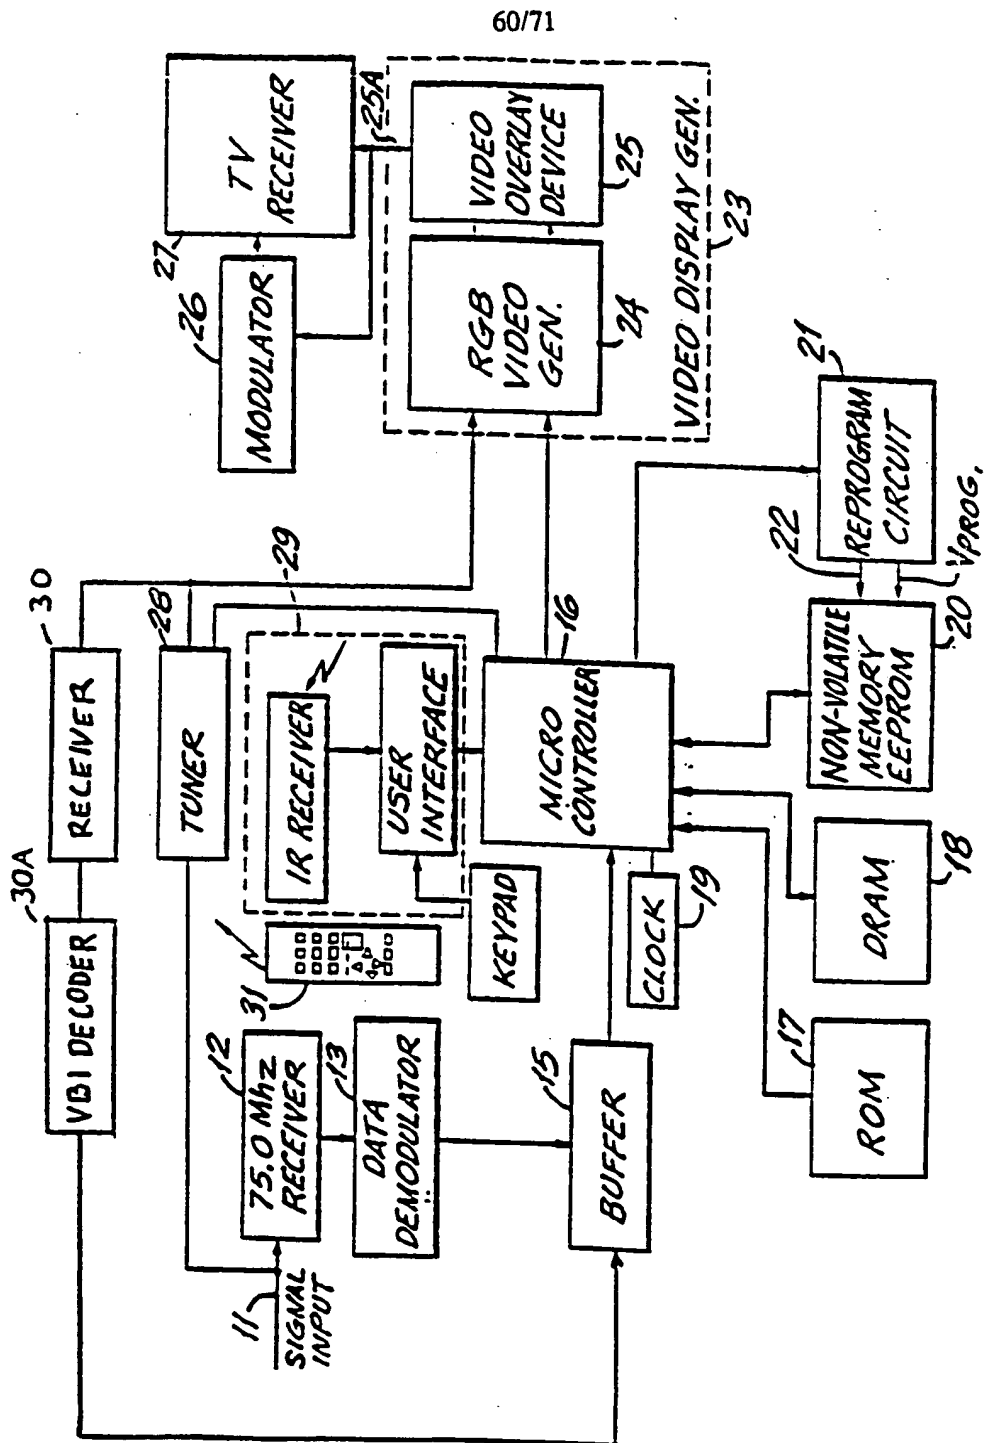 60/71
30A
VBI DECODER
30
RECEIVER
28
TUNER
11
SIGNAL
INPUT
12
75.0 Mhz
RECEIVER
13
DATA
DEMODULATOR
31
29
IR RECEIVER
USER
INTERFACE
KEYPAD
15
BUFFER
16
MICRO
CONTROLLER
CLOCK
19
17
ROM
DRAM
18
NON-VOLATILE
MEMORY
EEPROM
20
22
VPROG.
21
REPROGRAM
CIRCUIT
26
MODULATOR
27
TV
RECEIVER
25A
RGB
VIDEO
GEN.
24
VIDEO
OVERLAY
DEVICE
25
VIDEO DISPLAY GEN.
23